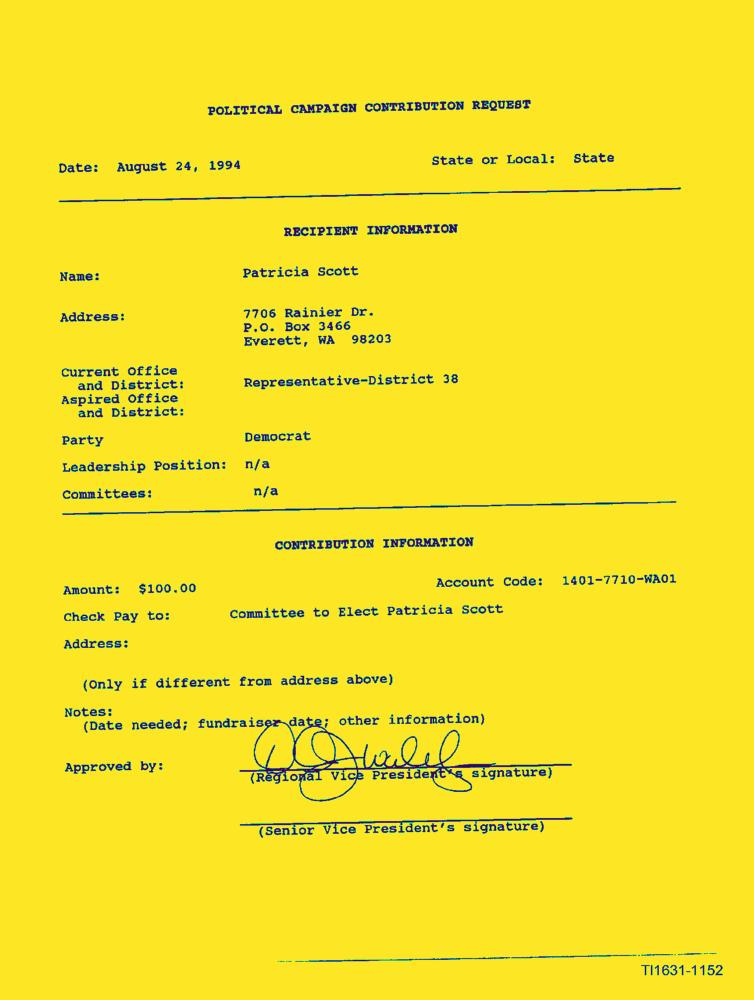 POLITICAL CAMPAIGN CONTRIBUTION REQUEST
Date: August 24, 1994 State or Local: State
RECIPIENT INFORMATION
Name: Patricia Scott
Address: 7706 Rainier Dr.
P.O. Box 3466
Everett, WA 98203
Current Office
and District: Representative-District 38
Aspired Office
and District:
Party Democrat
Leadership Position: n/a
Committees: n/a
CONTRIBUTION INFORMATION
Amount: $100.00 Account Code: 1401-7710-WA01
Check Pay to: Committee to Elect Patricia Scott
Address:
(Only if different from address above)
Notes:
(Date needed; fundraiser date; other information)
Approved by:
(Regional Vice President's signature)
(Senior Vice President's signature)
TI1631-1152